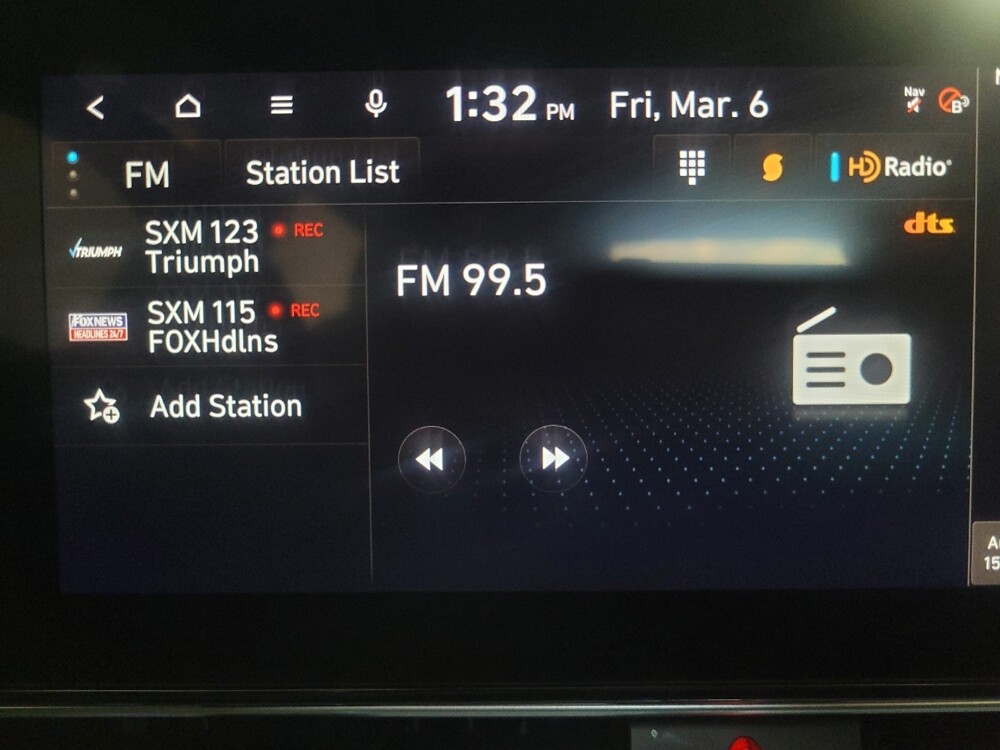 1:32 PM Fri, Mar. 6
Nav
B
FM Station List
HD Radio®
dts
TRIUMPH
SXM 123 REC
Triumph
FM 99.5
FOX NEWS
HEADLINES 24/7
SXM 115 REC
FOXHdlns
Add Station
15